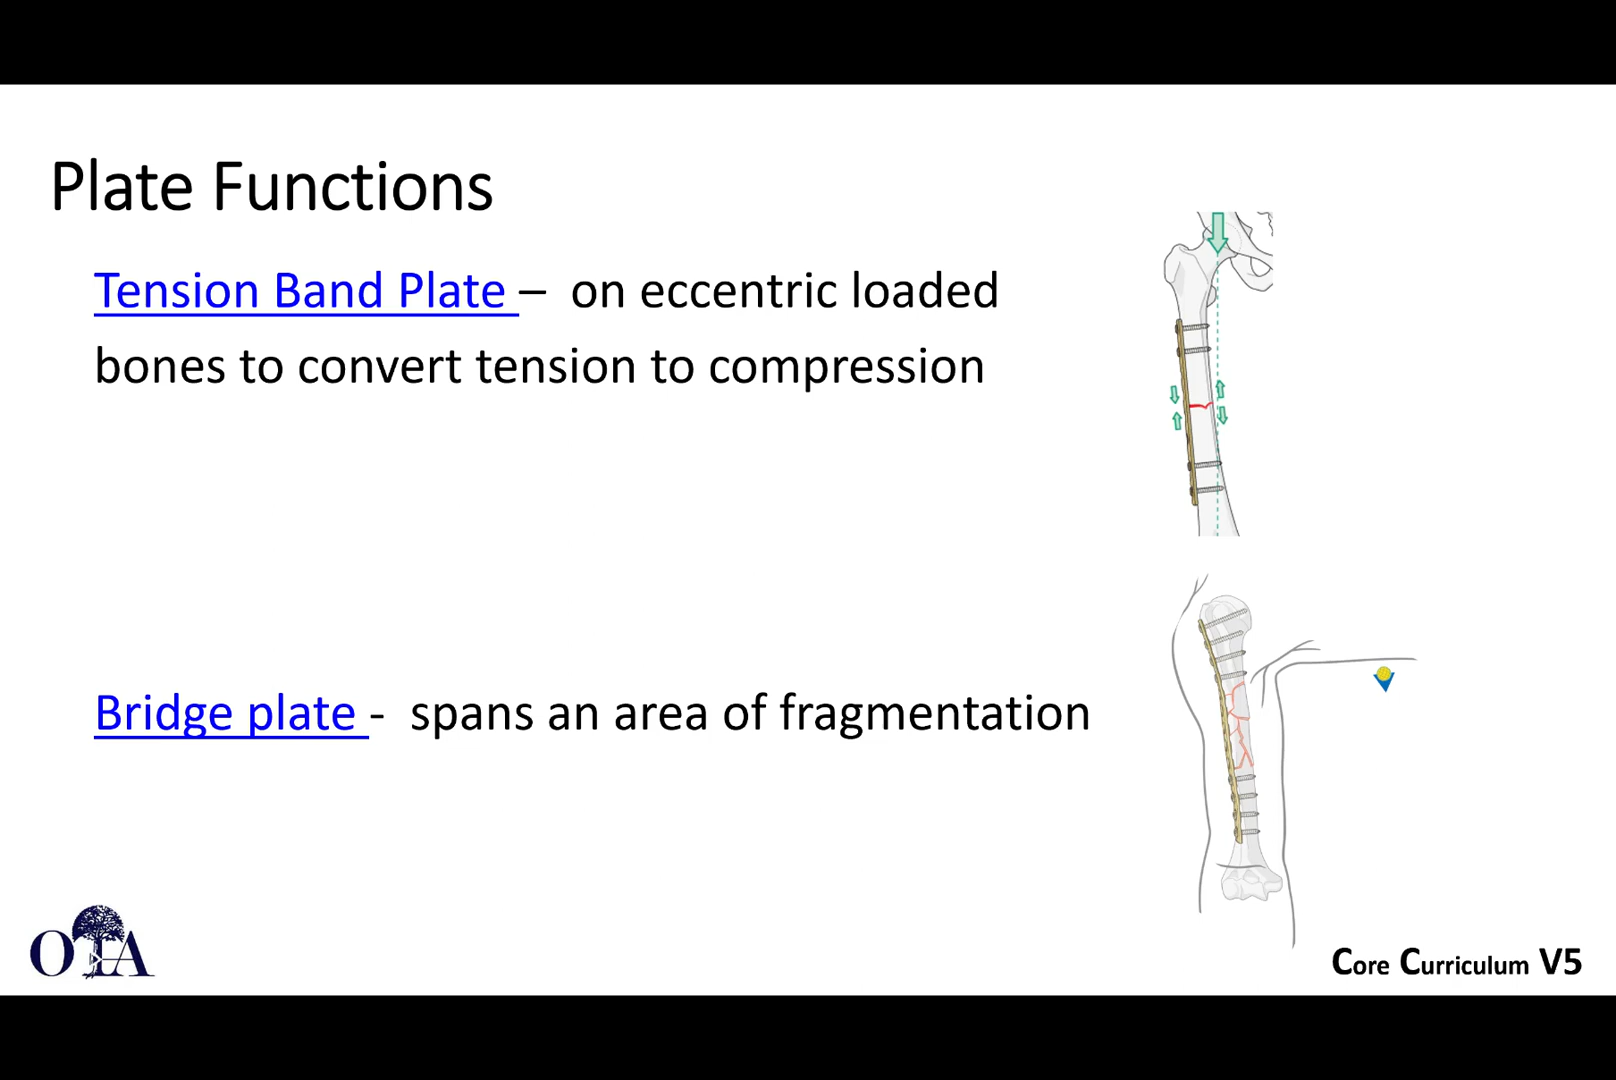 Plate Functions
Tension Band Plate – on eccentric loaded
bones to convert tension to compression
Bridge plate - spans an area of fragmentation
OTA
Core Curriculum V5